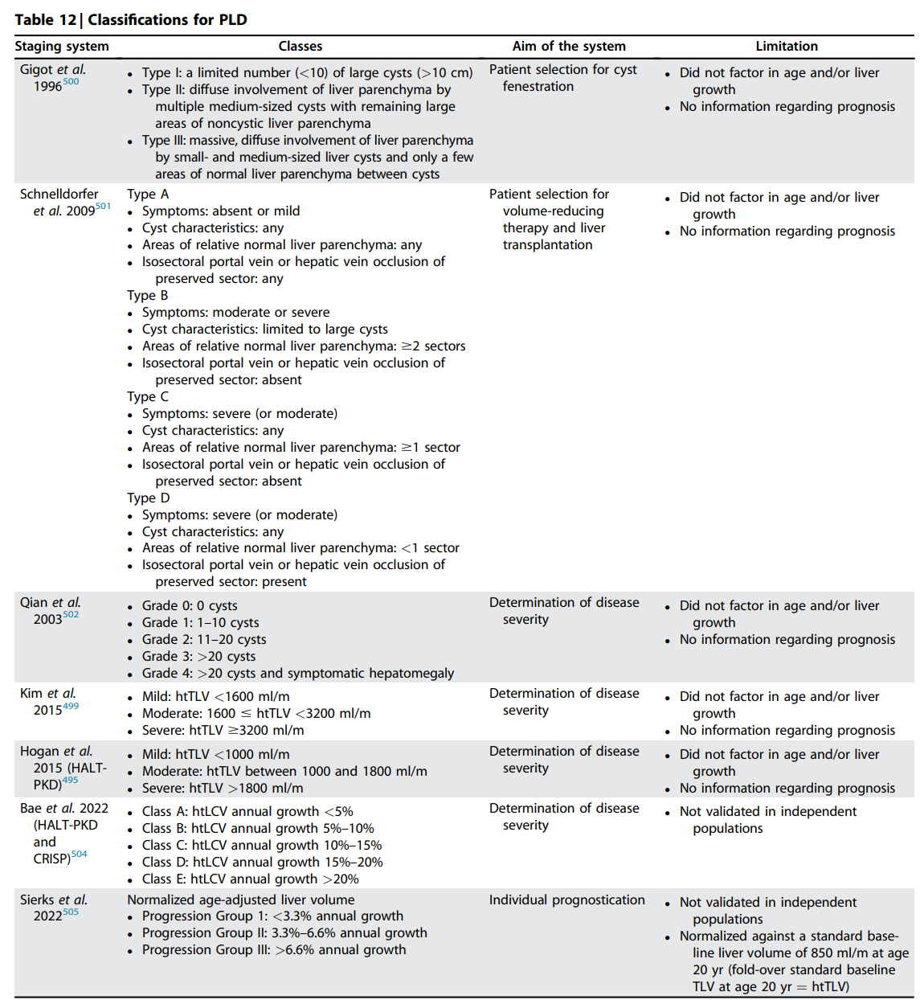 Table 12 | Classifications for PLD
Staging system Classes Aim of the system Limitation
Gigot et al.
1996500
• Type I: a limited number (<10) of large cysts (>10 cm)
• Type II: diffuse involvement of liver parenchyma by
multiple medium-sized cysts with remaining large
areas of noncystic liver parenchyma
• Type III: massive, diffuse involvement of liver parenchyma
by small- and medium-sized liver cysts and only a few
areas of normal liver parenchyma between cysts
Patient selection for cyst
fenestration
• Did not factor in age and/or liver
growth
• No information regarding prognosis
Schnelldorfer
et al. 2009501
Type A
• Symptoms: absent or mild
• Cyst characteristics: any
• Areas of relative normal liver parenchyma: any
• Isosectoral portal vein or hepatic vein occlusion of
preserved sector: any
Type B
• Symptoms: moderate or severe
• Cyst characteristics: limited to large cysts
• Areas of relative normal liver parenchyma: ≥2 sectors
• Isosectoral portal vein or hepatic vein occlusion of
preserved sector: absent
Type C
• Symptoms: severe (or moderate)
• Cyst characteristics: any
• Areas of relative normal liver parenchyma: ≥1 sector
• Isosectoral portal vein or hepatic vein occlusion of
preserved sector: absent
Type D
• Symptoms: severe (or moderate)
• Cyst characteristics: any
• Areas of relative normal liver parenchyma: <1 sector
• Isosectoral portal vein or hepatic vein occlusion of
preserved sector: present
Patient selection for
volume-reducing
therapy and liver
transplantation
• Did not factor in age and/or liver
growth
• No information regarding prognosis
Qian et al.
2003502
• Grade 0: 0 cysts
• Grade 1: 1–10 cysts
• Grade 2: 11–20 cysts
• Grade 3: >20 cysts
• Grade 4: >20 cysts and symptomatic hepatomegaly
Determination of disease
severity
• Did not factor in age and/or liver
growth
• No information regarding prognosis
Kim et al.
2015499
• Mild: htTLV <1600 ml/m
• Moderate: 1600 ≤ htTLV <3200 ml/m
• Severe: htTLV ≥3200 ml/m
Determination of disease
severity
• Did not factor in age and/or liver
growth
• No information regarding prognosis
Hogan et al.
2015 (HALT-
PKD)495
• Mild: htTLV <1000 ml/m
• Moderate: htTLV between 1000 and 1800 ml/m
• Severe: htTLV >1800 ml/m
Determination of disease
severity
• Did not factor in age and/or liver
growth
• No information regarding prognosis
Bae et al. 2022
(HALT-PKD
and
CRISP)504
• Class A: htLCV annual growth <5%
• Class B: htLCV annual growth 5%–10%
• Class C: htLCV annual growth 10%–15%
• Class D: htLCV annual growth 15%–20%
• Class E: htLCV annual growth >20%
Determination of disease
severity
• Not validated in independent
populations
Sierks et al.
2022505
Normalized age-adjusted liver volume
• Progression Group 1: <3.3% annual growth
• Progression Group II: 3.3%–6.6% annual growth
• Progression Group III: >6.6% annual growth
Individual prognostication
• Not validated in independent
populations
• Normalized against a standard base-
line liver volume of 850 ml/m at age
20 yr (fold-over standard baseline
TLV at age 20 yr = htTLV)